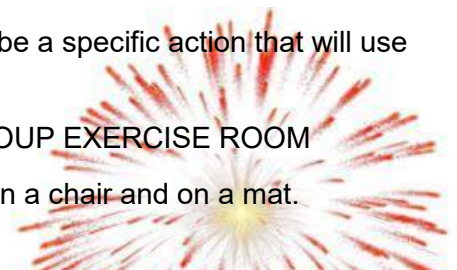 be a specific action that will use
OUP EXERCISE ROOM
n a chair and on a mat.